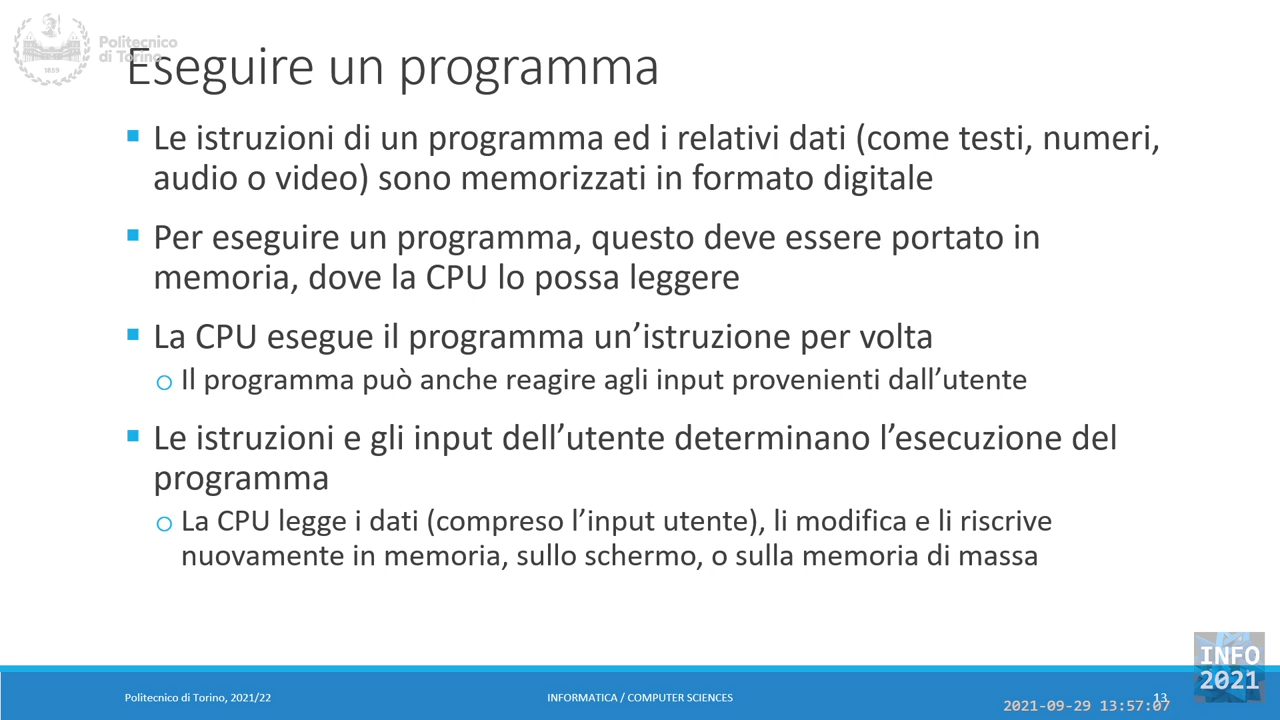 Politecnico
di Torino
1859
Eseguire un programma
Le istruzioni di un programma ed i relativi dati (come testi, numeri,
audio o video) sono memorizzati in formato digitale
Per eseguire un programma, questo deve essere portato in
memoria, dove la CPU lo possa leggere
La CPU esegue il programma un’istruzione per volta
Il programma può anche reagire agli input provenienti dall’utente
Le istruzioni e gli input dell’utente determinano l’esecuzione del
programma
La CPU legge i dati (compreso l’input utente), li modifica e li riscrive
nuovamente in memoria, sullo schermo, o sulla memoria di massa
INFO
2021
Politecnico di Torino, 2021/22
INFORMATICA / COMPUTER SCIENCES
13
2021-09-29 13:57:07